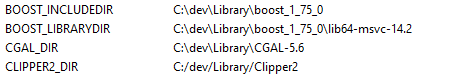 BOOST_INCLUDEDIR C:\dev\Library\boost_1_75_0
BOOST_LIBRARYDIR C:\dev\Library\boost_1_75_0\lib64-msvc-14.2
CGAL_DIR C:\dev\Library\CGAL-5.6
CLIPPER2_DIR C:/dev/Library/Clipper2